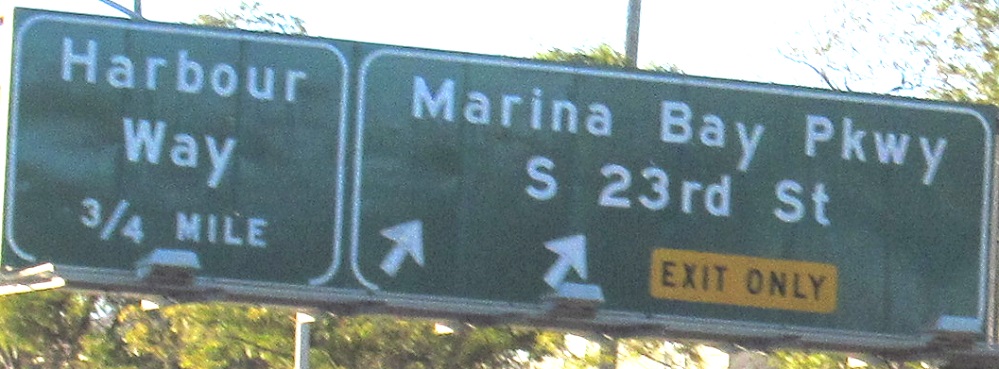 Harbour
Way
3/4 MILE
Marina Bay Pkwy
S 23rd St
EXIT ONLY